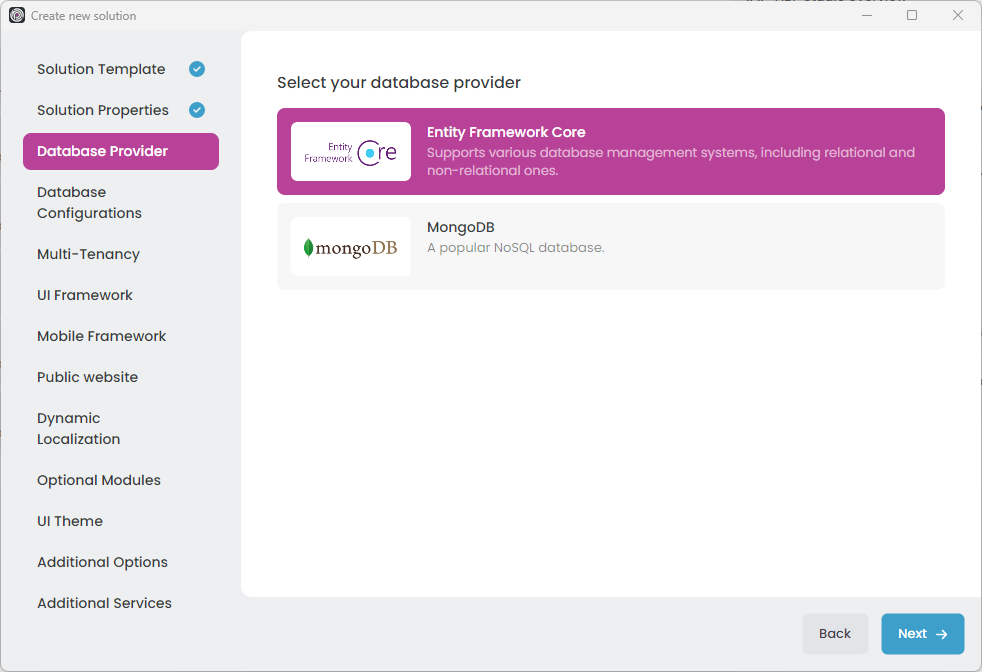 Create new solution
Solution Template
Solution Properties
Database Provider
Database
Configurations
Multi-Tenancy
UI Framework
Mobile Framework
Public website
Dynamic
Localization
Optional Modules
UI Theme
Additional Options
Additional Services
Select your database provider
Entity
Framework Core
Entity Framework Core
Supports various database management systems, including relational and
non-relational ones.
mongoDB
MongoDB
A popular NoSQL database.
Back
Next